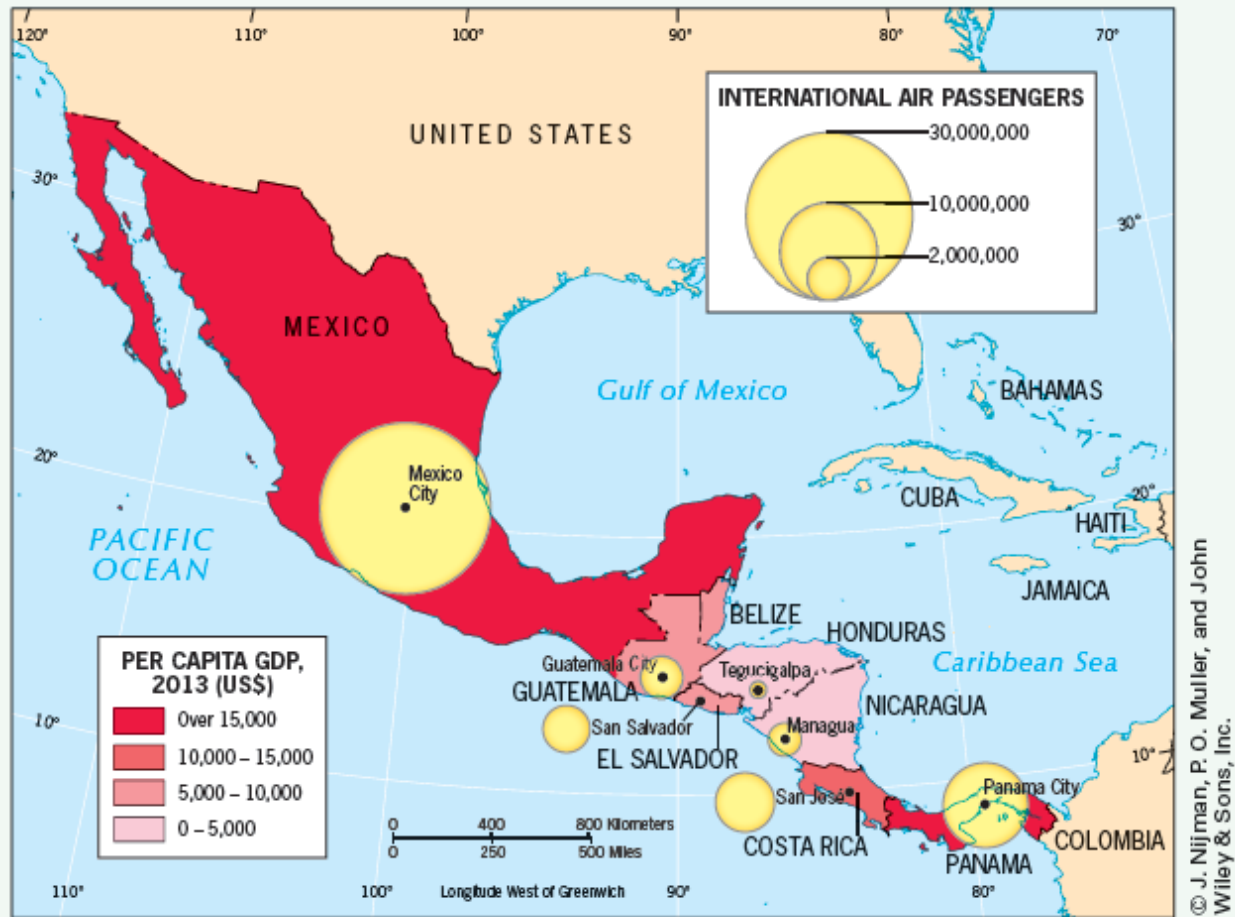 120°
110°
100°
90°
80°
70°
INTERNATIONAL AIR PASSENGERS
30,000,000
10,000,000
2,000,000
UNITED STATES
30°
30°
MEXICO
Gulf of Mexico
BAHAMAS
20°
Mexico
City
CUBA
20°
HAITI
PACIFIC
OCEAN
JAMAICA
BELIZE
HONDURAS
Caribbean Sea
PER CAPITA GDP,
2013 (US$)
Over 15,000
10,000 – 15,000
5,000 – 10,000
0 – 5,000
Guatemala City
Tegucigalpa
GUATEMALA
NICARAGUA
10°
San Salvador
Managua
EL SALVADOR
10°
San José
Panama City
COSTA RICA
COLOMBIA
PANAMA
0 400 800 Kilometers
0 250 500 Miles
110°
100°
Longitude West of Greenwich
90°
80°
© J. Nijman, P. O. Muller, and John
Wiley & Sons, Inc.